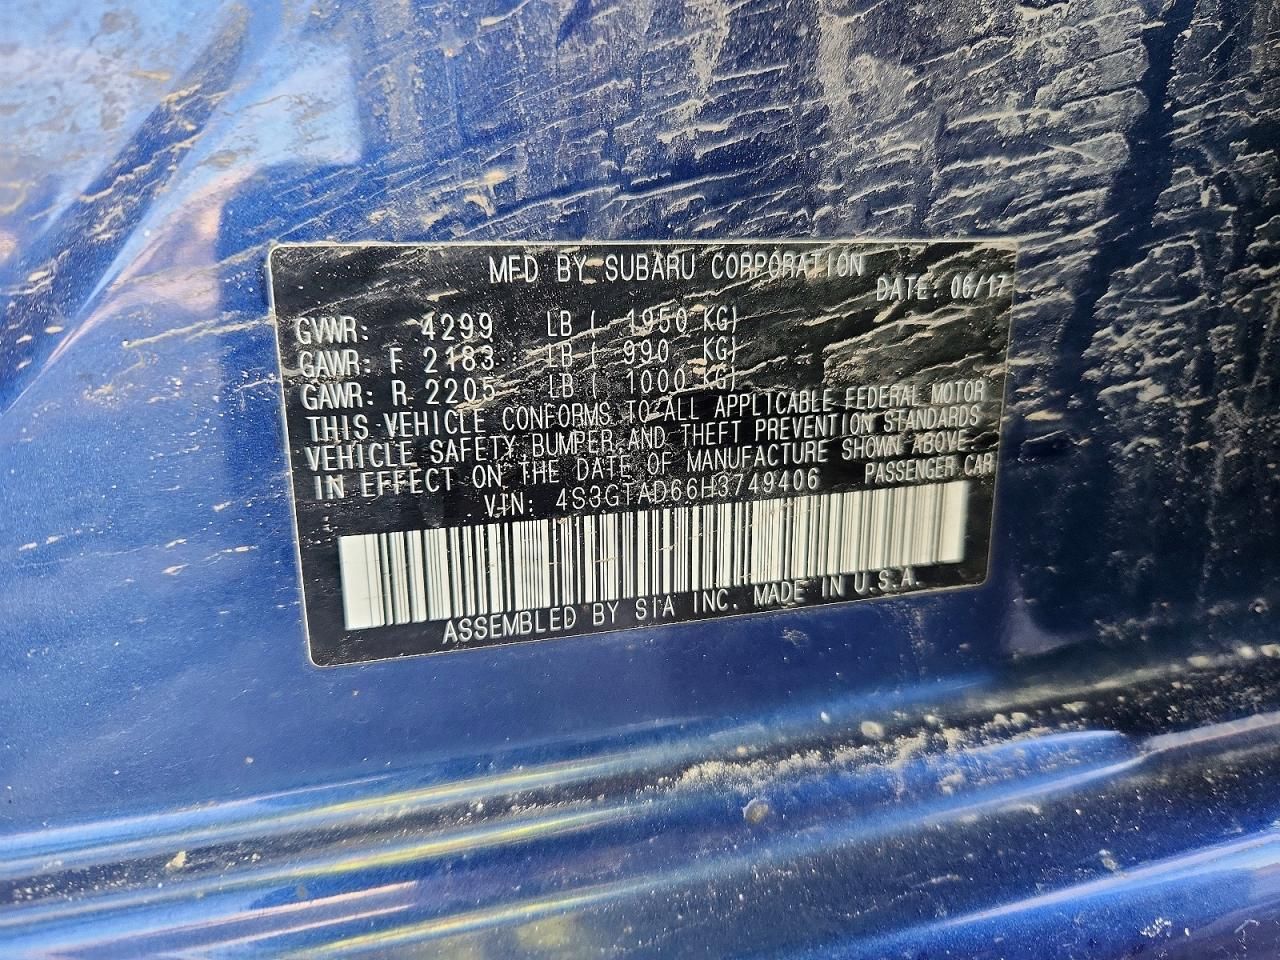 MFD BY SUBARU CORPORATION
DATE: 06/17
GVWR: 4299 LB ( 1950 KG)
GAWR: F 2183 LB ( 990 KG)
GAWR: R 2205 LB ( 1000 KG)
THIS VEHICLE CONFORMS TO ALL APPLICABLE FEDERAL MOTOR
VEHICLE SAFETY, BUMPER, AND THEFT PREVENTION STANDARDS
IN EFFECT ON THE DATE OF MANUFACTURE SHOWN ABOVE.
VIN: 4S3GTAD66H3749406 PASSENGER CAR
ASSEMBLED BY SIA INC. MADE IN U.S.A.